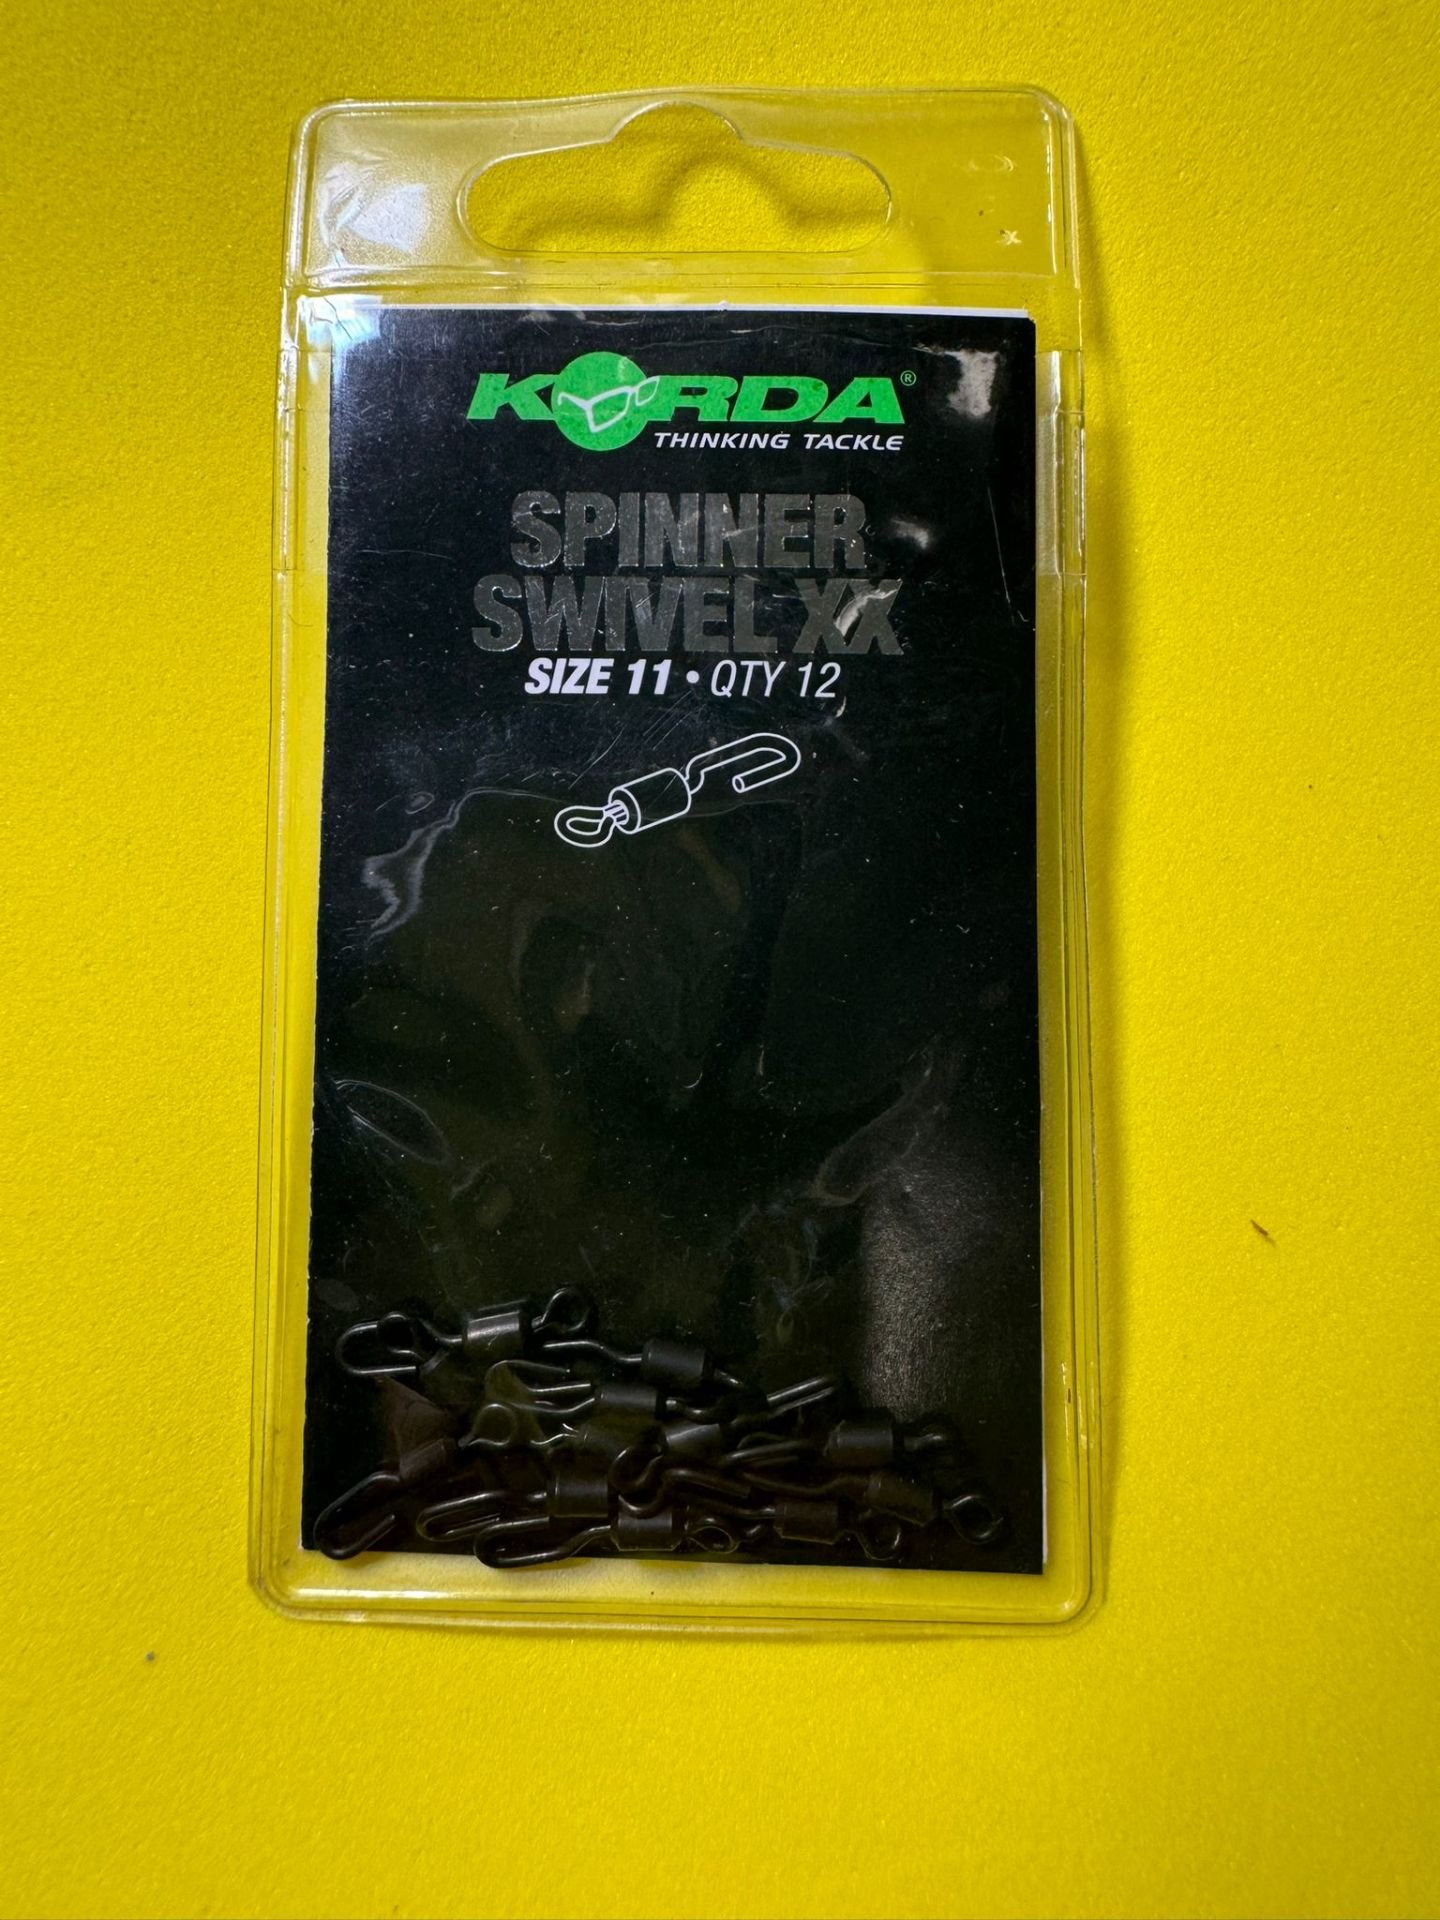 KORDA®
THINKING TACKLE
SPINNER
SWIVEL XX
SIZE 11 • QTY 12